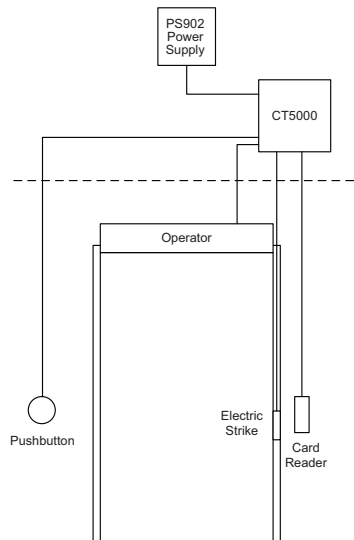 PS902
Power
Supply
CT5000
Operator
Electric
Strike
Pushbutton
Card
Reader